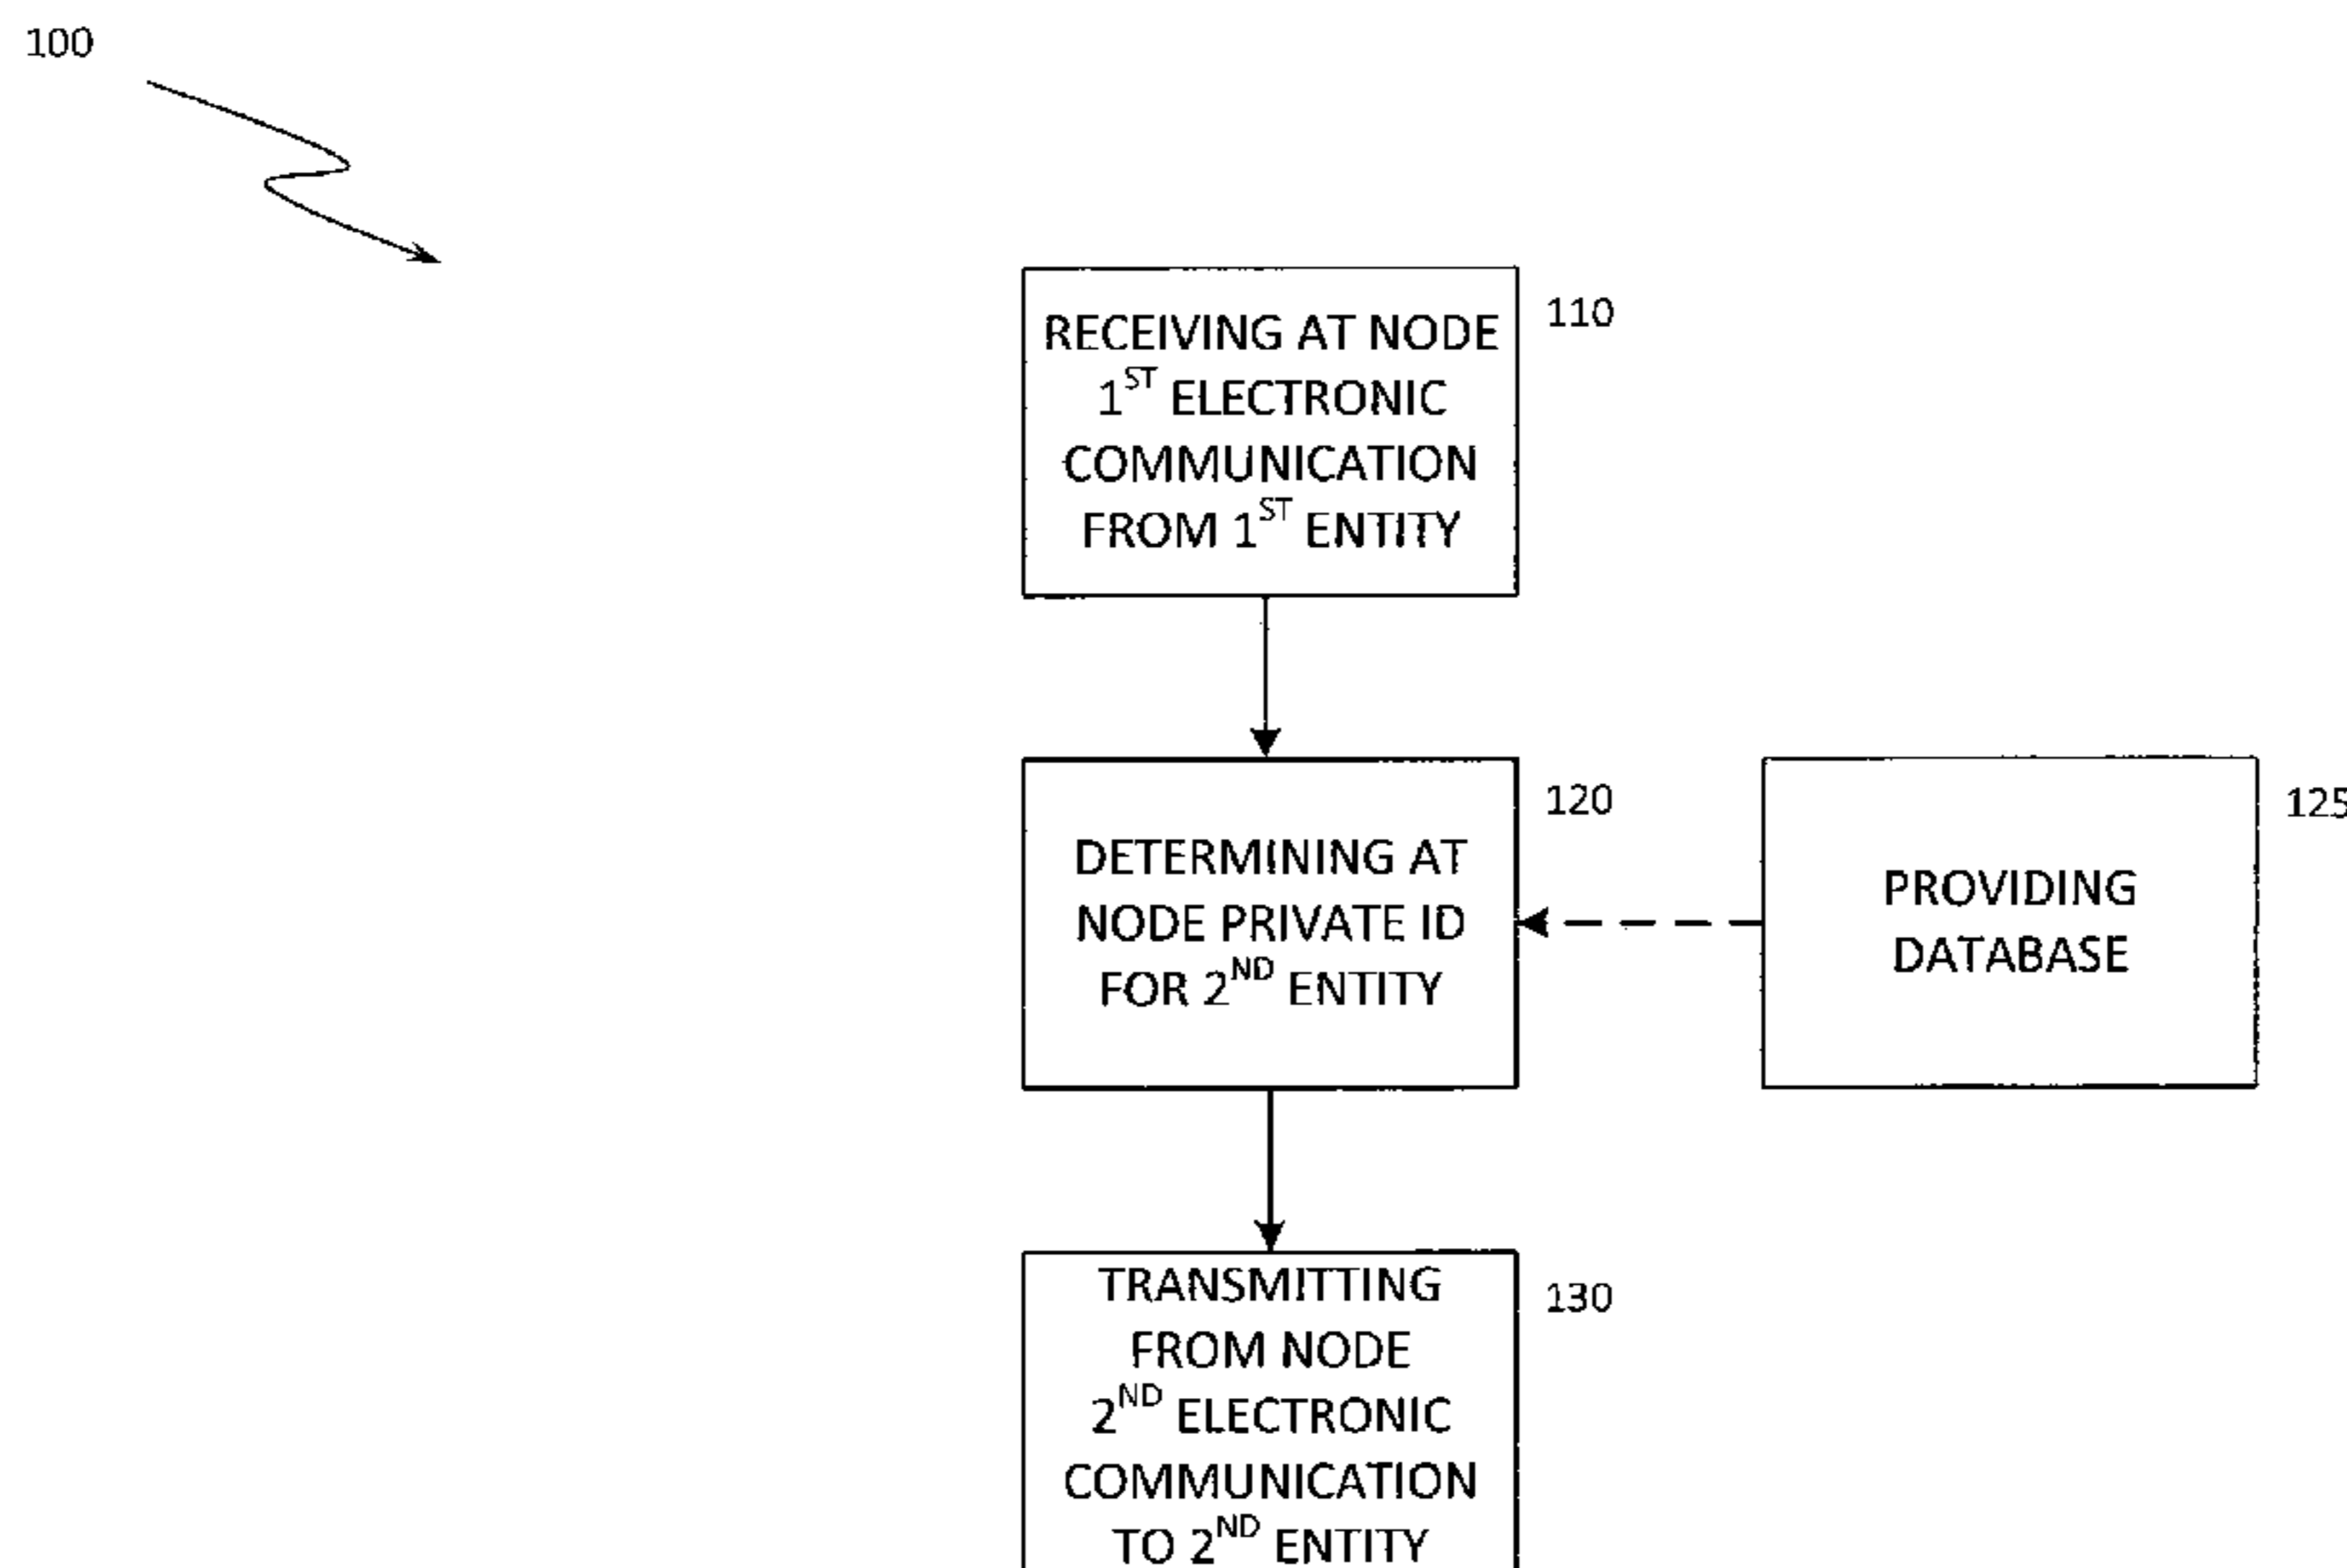 100
RECEIVING AT NODE
1ST ELECTRONIC
COMMUNICATION
FROM 1ST ENTITY
110
DETERMINING AT
NODE PRIVATE ID
FOR 2ND ENTITY
120
PROVIDING
DATABASE
125
TRANSMITTING
FROM NODE
2ND ELECTRONIC
COMMUNICATION
TO 2ND ENTITY
130